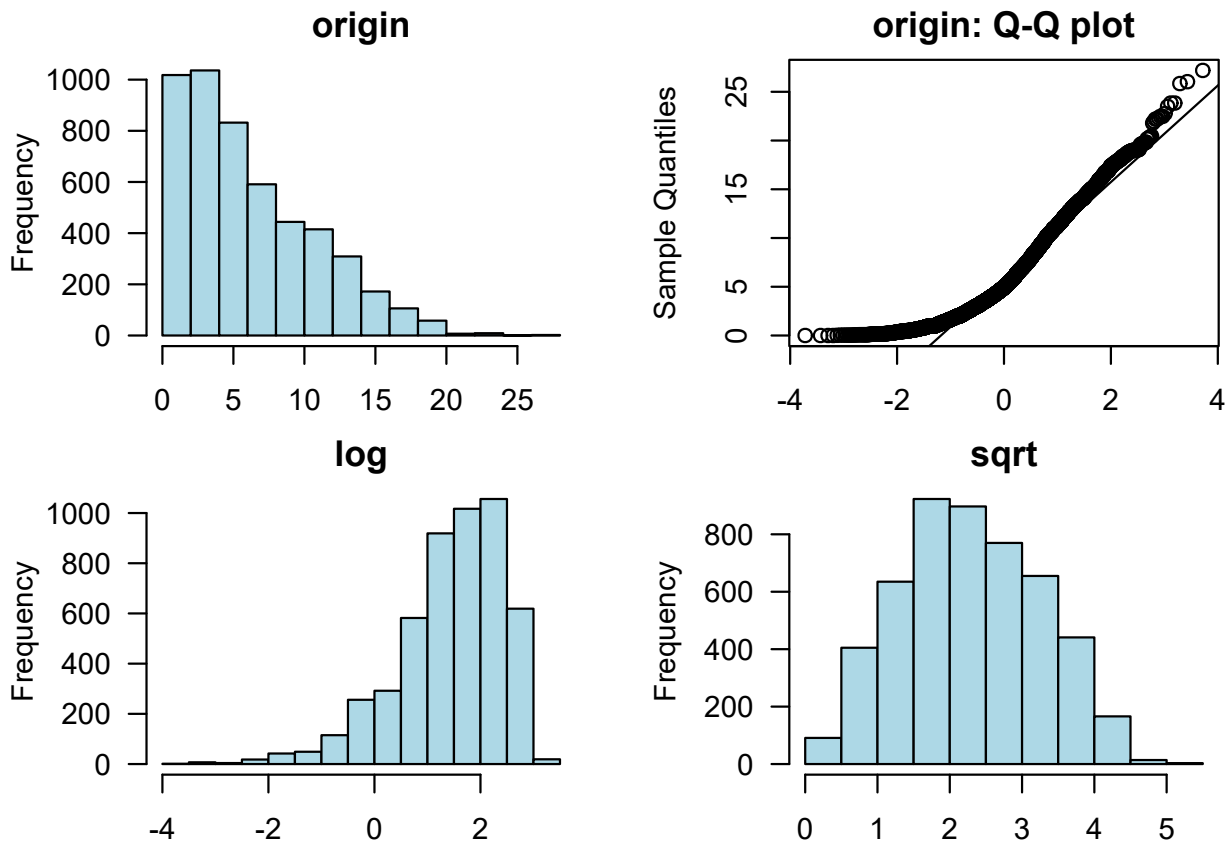 origin
Frequency
0 200 400 600 800 1000
0 5 10 15 20 25
origin: Q-Q plot
Sample Quantiles
0 5 15 25
-4 -2 0 2 4
log
Frequency
0 200 400 600 800 1000
-4 -2 0 2
sqrt
Frequency
0 200 400 600 800
0 1 2 3 4 5